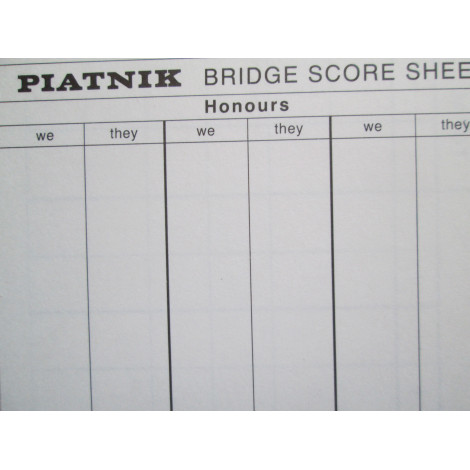 PIATNIK BRIDGE SCORE SHEE
Honours
we they we they we they